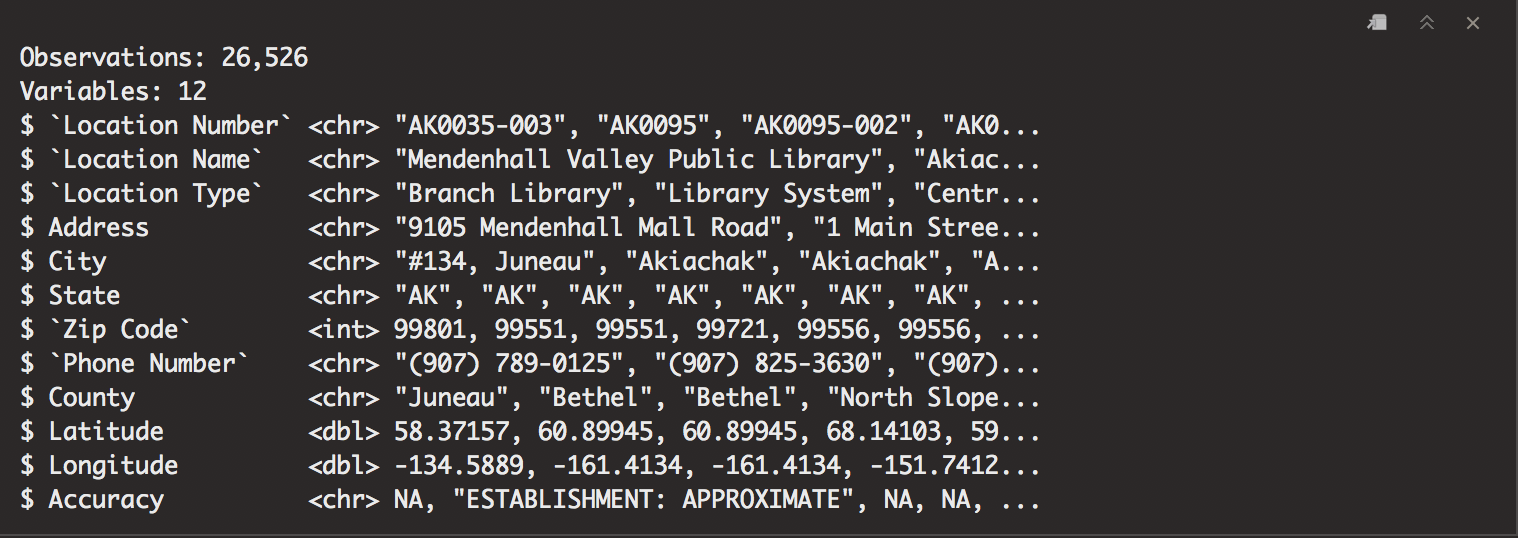 Observations: 26,526
Variables: 12
$ `Location Number` <chr> "AK0035-003", "AK0095", "AK0095-002", "AK0...
$ `Location Name`   <chr> "Mendenhall Valley Public Library", "Akiac...
$ `Location Type`   <chr> "Branch Library", "Library System", "Centr...
$ Address           <chr> "9105 Mendenhall Mall Road", "1 Main Stree...
$ City              <chr> "#134, Juneau", "Akiachak", "Akiachak", "A...
$ State             <chr> "AK", "AK", "AK", "AK", "AK", "AK", "AK", ...
$ `Zip Code`        <int> 99801, 99551, 99551, 99721, 99556, 99556, ...
$ `Phone Number`    <chr> "(907) 789-0125", "(907) 825-3630", "(907)...
$ County            <chr> "Juneau", "Bethel", "Bethel", "North Slope...
$ Latitude          <dbl> 58.37157, 60.89945, 60.89945, 68.14103, 59...
$ Longitude         <dbl> -134.5889, -161.4134, -161.4134, -151.7412...
$ Accuracy          <chr> NA, "ESTABLISHMENT: APPROXIMATE", NA, NA, ...